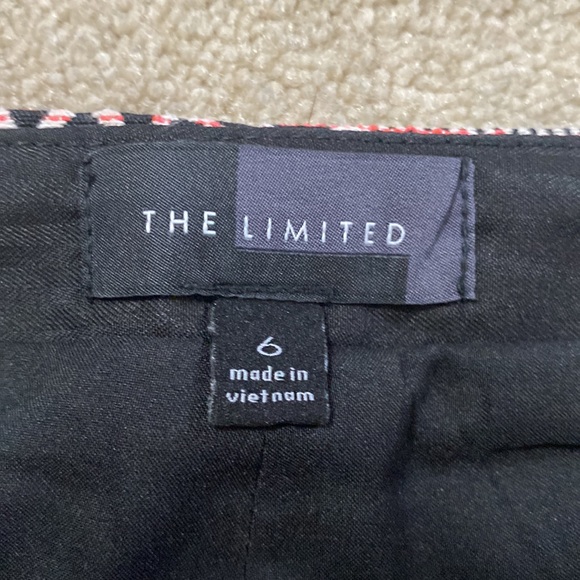 THE LIMITED
6
made in
vietnam